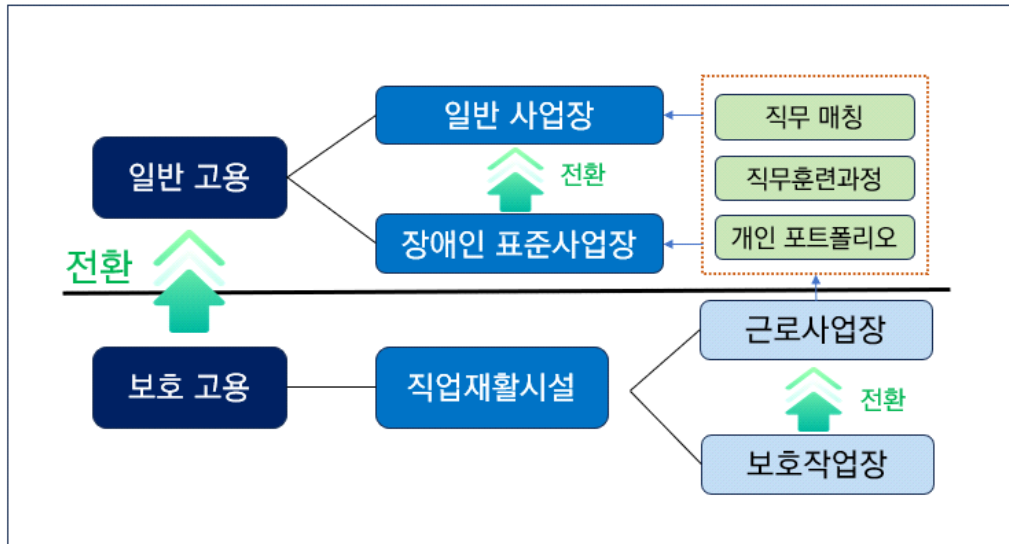 일반 사업장
직무 매칭
일반 고용
전환
직무훈련과정
장애인 표준사업장
개인 포트폴리오
전환
근로사업장
보호 고용
직업재활시설
전환
보호작업장